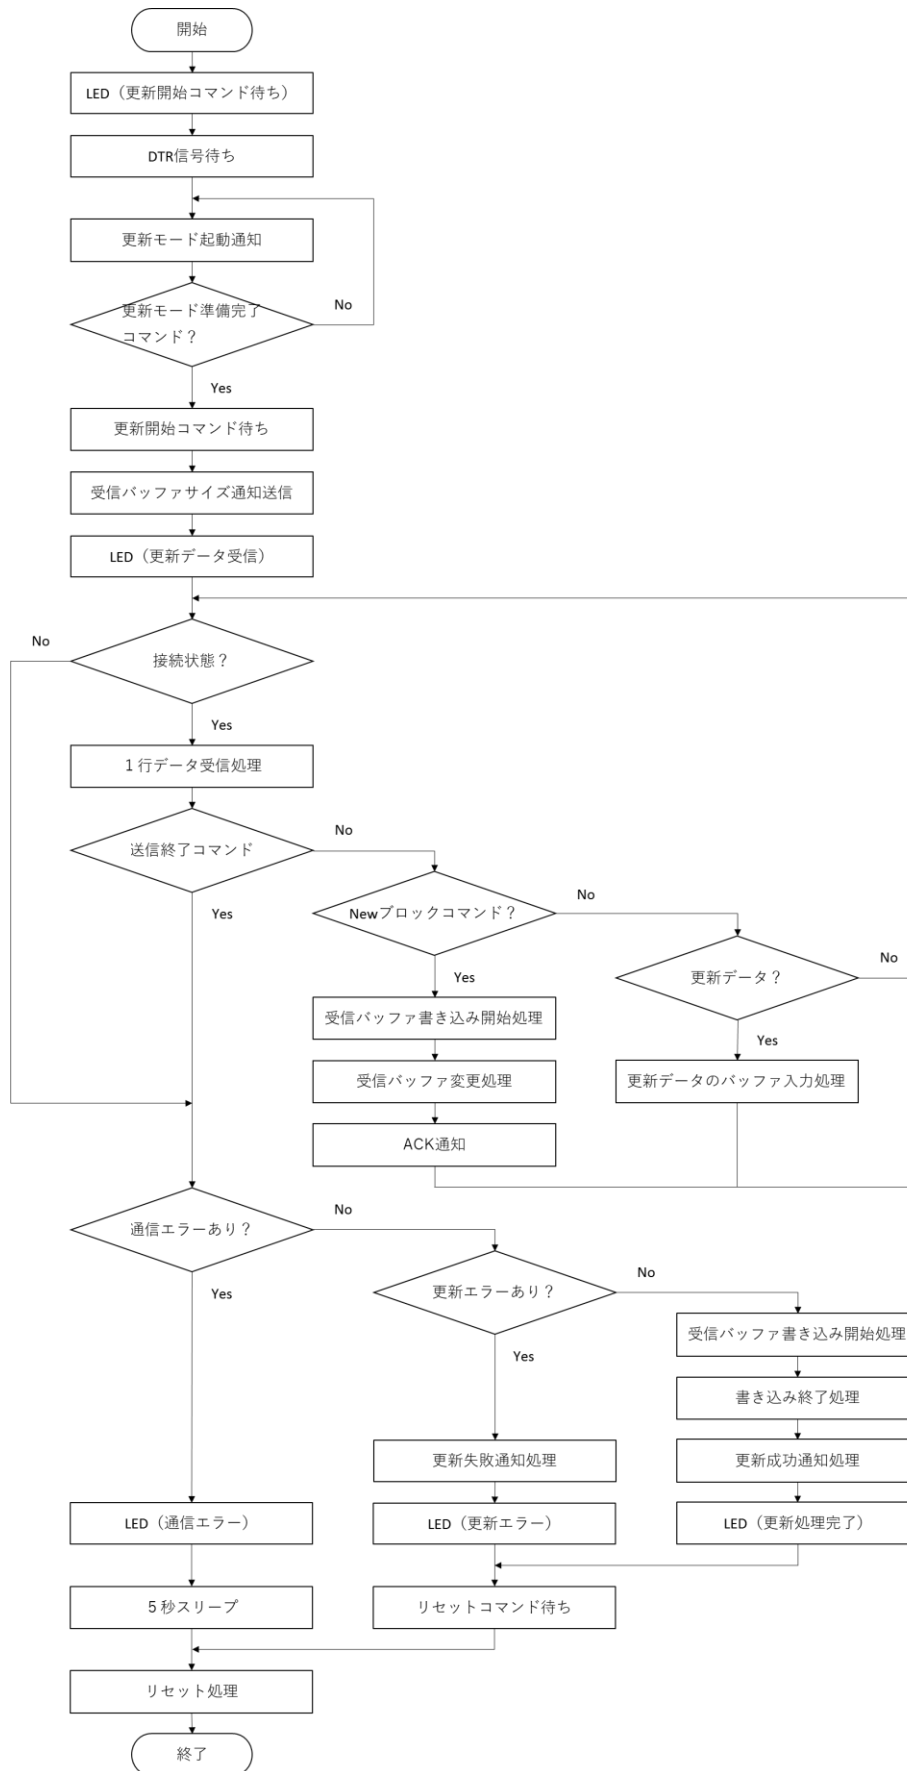 開始
LED（更新開始コマンド待ち）
DTR信号待ち
更新モード起動通知
更新モード準備完了
コマンド？
No
Yes
更新開始コマンド待ち
受信バッファサイズ通知送信
LED（更新データ受信）
No
接続状態？
Yes
1行データ受信処理
送信終了コマンド
No
Yes
Newブロックコマンド？
No
Yes
更新データ？
No
Yes
受信バッファ書き込み開始処理
更新データのバッファ入力処理
受信バッファ変更処理
ACK通知
通信エラーあり？
No
Yes
更新エラーあり？
No
Yes
受信バッファ書き込み開始処理
書き込み終了処理
更新失敗通知処理
更新成功通知処理
LED（通信エラー）
LED（更新エラー）
LED（更新処理完了）
5秒スリープ
リセットコマンド待ち
リセット処理
終了